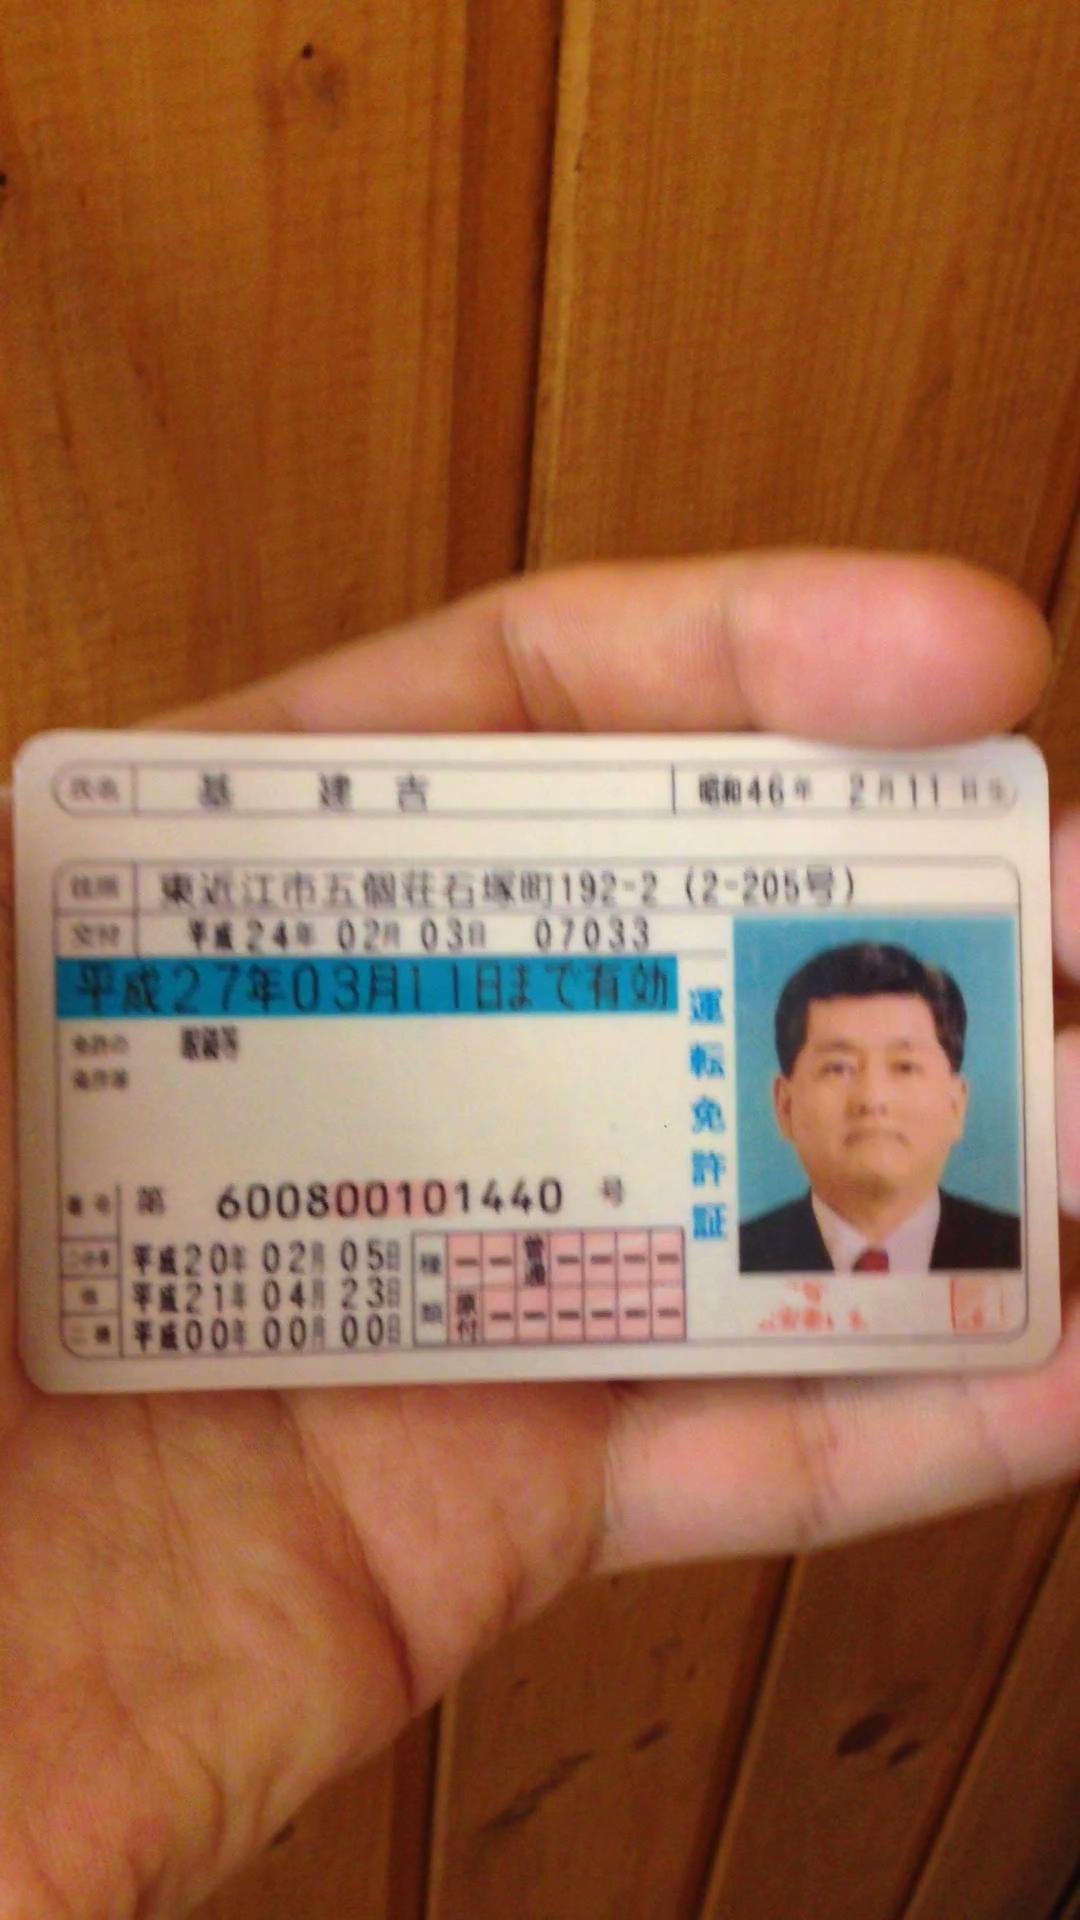 氏名 基 建吉 昭和46年 2月11日生
住所 東近江市五個荘石塚町192-2 (2-205号)
交付 平成24年02月03日 07033
平成27年03月11日まで有効
免許の
条件等
眼鏡等
番号 第 600800101440 号
二・小・原 平成20年02月05日
他 平成21年04月23日
二種 平成00年00月00日
種類 普通 原付
運転免許証